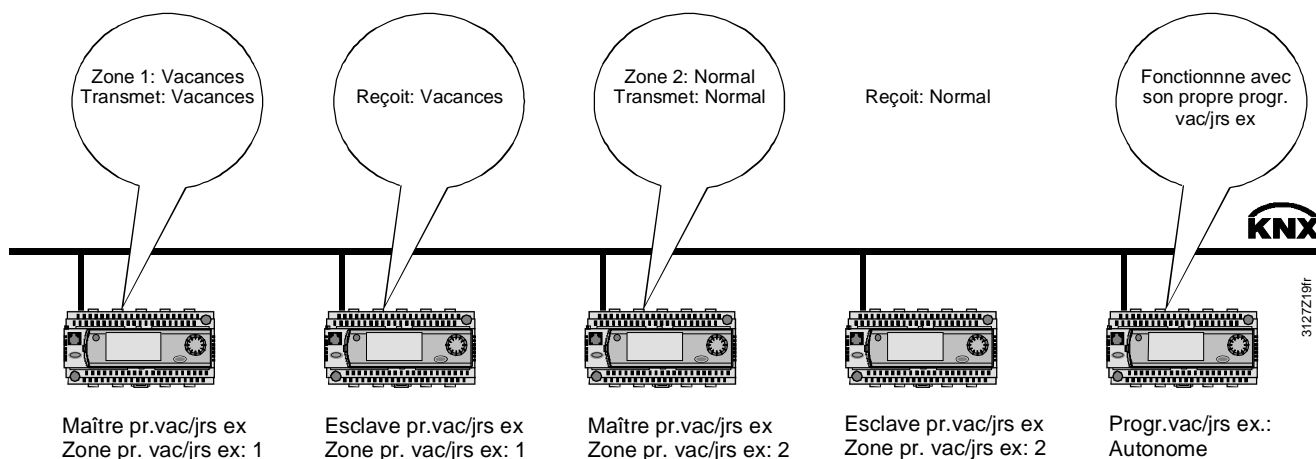 Zone 1: Vacances
Transmet: Vacances
Reçoit: Vacances
Zone 2: Normal
Transmet: Normal
Reçoit: Normal
Fonctionnne avec
son propre progr.
vac/jrs ex
KNX
3127Z19fr
Maître pr.vac/jrs ex
Zone pr. vac/jrs ex: 1
Esclave pr.vac/jrs ex
Zone pr. vac/jrs ex: 1
Maître pr.vac/jrs ex
Zone pr. vac/jrs ex: 2
Esclave pr.vac/jrs ex
Zone pr. vac/jrs ex: 2
Progr.vac/jrs ex.:
Autonome